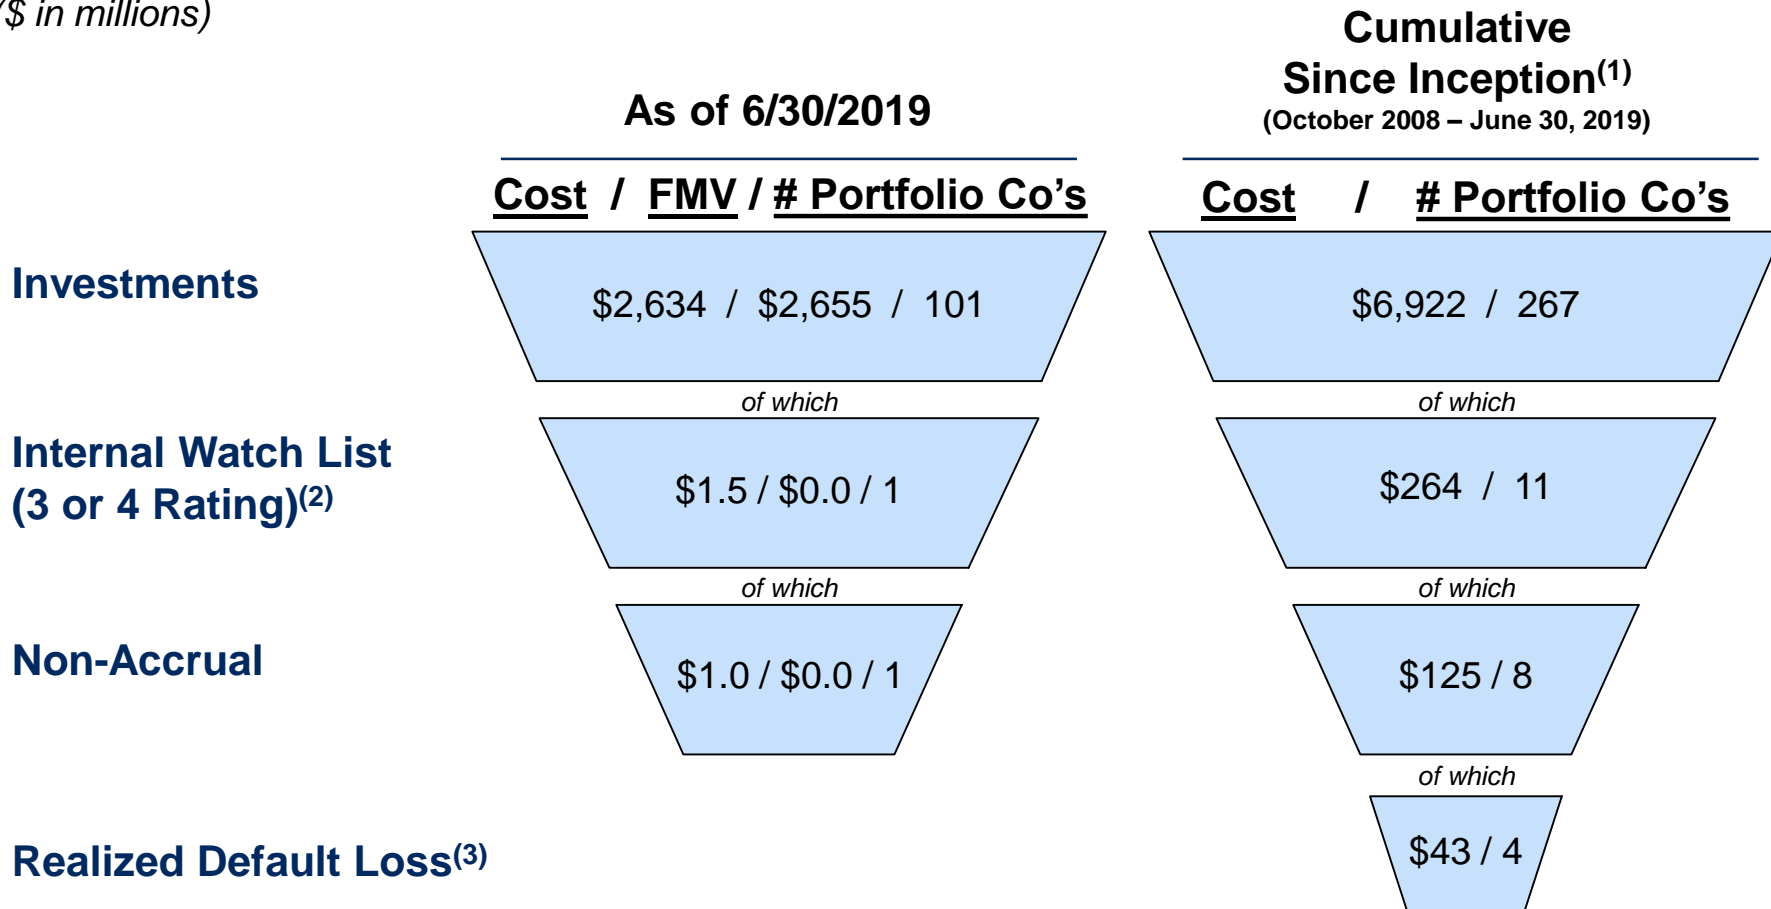 ($ in millions)
Cumulative
Since Inception(1)
(October 2008 – June 30, 2019)
As of 6/30/2019
Cost / FMV / # Portfolio Co’s
Cost / # Portfolio Co’s
Investments
$2,634 / $2,655 / 101
$6,922 / 267
of which
of which
Internal Watch List
(3 or 4 Rating)(2)
$1.5 / $0.0 / 1
$264 / 11
of which
of which
Non-Accrual
$1.0 / $0.0 / 1
$125 / 8
of which
Realized Default Loss(3)
$43 / 4